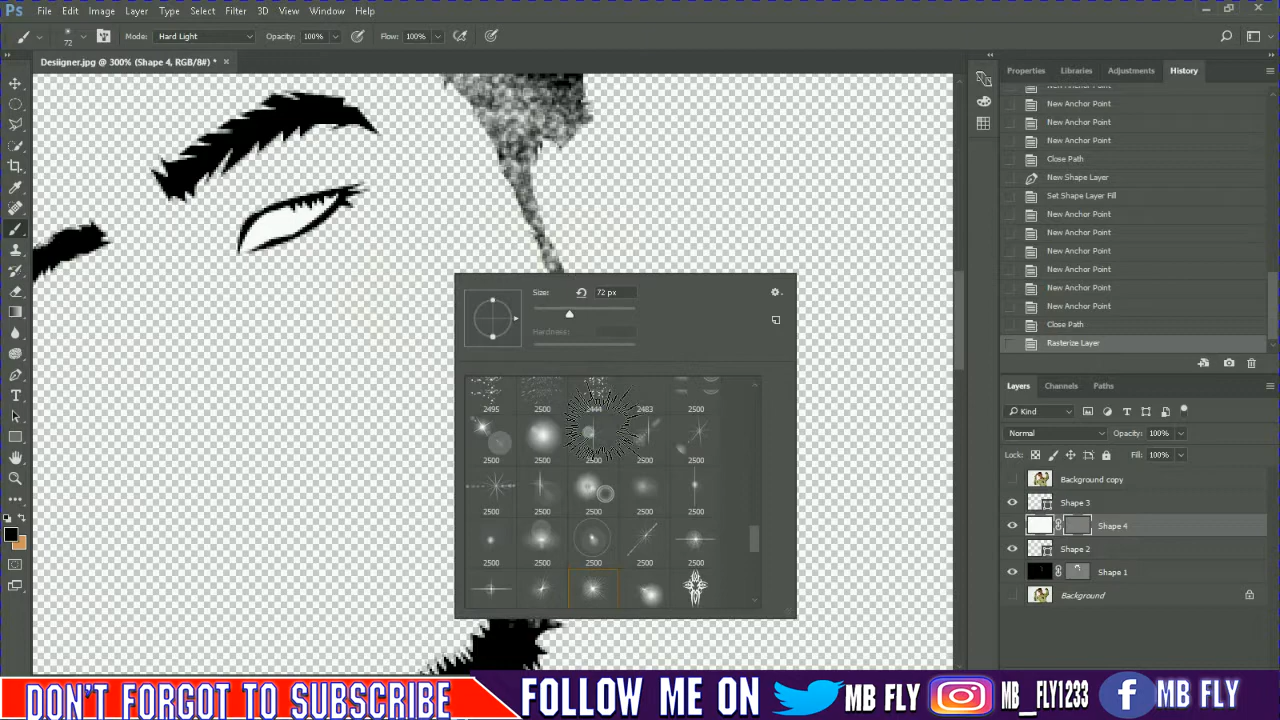 Ps File Edit Image Layer Type Select Filter 3D View Window Help
72 Mode: Hard Light Opacity: 100% Flow: 100%
Desiigner.jpg @ 300% (Shape 4, RGB/8#) *
Properties Libraries Adjustments History
New Anchor Point
New Anchor Point
New Anchor Point
New Anchor Point
Close Path
New Shape Layer
Set Shape Layer Fill
New Anchor Point
New Anchor Point
New Anchor Point
New Anchor Point
New Anchor Point
New Anchor Point
Close Path
Rasterize Layer
Size: 72 px
Hardness:
2495 2500 2444 2483 2500
2500 2500 2500 2500 2500
2500 2500 2500 2500 2500
2500 2500 2500 2500 2500
Layers Channels Paths
Kind
Normal Opacity: 100%
Lock: Fill: 100%
Background copy
Shape 3
Shape 4
Shape 2
Shape 1
Background
DON'T FORGOT TO SUBSCRIBE FOLLOW ME ON MB FLY MB_FLY1233 MB FLY